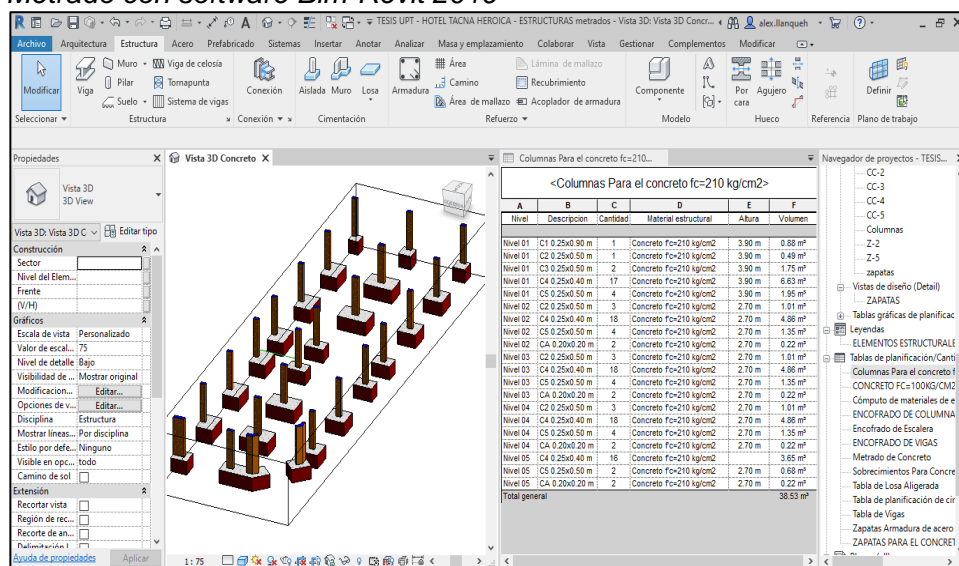 Metrado con software Bim Revit 2019
TESIS UPT - HOTEL TACNA HEROICA - ESTRUCTURAS metrados - Vista 3D: Vista 3D Concr...
alex.llanqueh
Archivo Arquitectura Estructura Acero Prefabricado Sistemas Insertar Anotar Analizar Masa y emplazamiento Colaborar Vista Gestionar Complementos Modificar
Modificar
Viga
Muro
Pilar
Suelo
Viga de celosía
Tornapunta
Sistema de vigas
Conexión
Aislada Muro Losa
Armadura
Área
Camino
Área de mallazo
Lámina de mallazo
Recubrimiento
Acoplador de armadura
Componente
Por cara
Agujero
Definir
Seleccionar Estructura Conexión Cimentación Refuerzo Modelo Hueco Referencia Plano de trabajo
Propiedades
Vista 3D
3D View
Vista 3D: Vista 3D C Editar tipo
Construcción
Sector
Nivel del Elem...
Frente
(V/H)
Gráficos
Escala de vista Personalizado
Valor de escal... 75
Nivel de detalle Bajo
Visibilidad de ... Mostrar original
Modificacion... Editar...
Opciones de v... Editar...
Disciplina Estructura
Mostrar líneas... Por disciplina
Estilo por defe... Ninguno
Visible en opc... todo
Camino de sol
Extensión
Recortar vista
Región de rec...
Recorte de an...
Ayuda de propiedades Aplicar
Vista 3D Concreto
1 : 75
Columnas Para el concreto fc=210...
<Columnas Para el concreto fc=210 kg/cm2>
A B C D E F
Nivel Descripcion Cantidad Material estructural Altura Volumen
Nivel 01 C1 0.25x0.90 m 1 Concreto f'c=210 kg/cm2 3.90 m 0.88 m³
Nivel 01 C2 0.25x0.50 m 1 Concreto f'c=210 kg/cm2 3.90 m 0.49 m³
Nivel 01 C3 0.25x0.50 m 2 Concreto f'c=210 kg/cm2 3.90 m 1.75 m³
Nivel 01 C4 0.25x0.40 m 17 Concreto f'c=210 kg/cm2 3.90 m 6.63 m³
Nivel 01 C5 0.25x0.50 m 4 Concreto f'c=210 kg/cm2 3.90 m 1.95 m³
Nivel 02 C2 0.25x0.50 m 3 Concreto f'c=210 kg/cm2 2.70 m 1.01 m³
Nivel 02 C4 0.25x0.40 m 18 Concreto f'c=210 kg/cm2 2.70 m 4.86 m³
Nivel 02 C5 0.25x0.50 m 4 Concreto f'c=210 kg/cm2 2.70 m 1.35 m³
Nivel 02 CA 0.20x0.20 m 2 Concreto f'c=210 kg/cm2 2.70 m 0.22 m³
Nivel 03 C2 0.25x0.50 m 3 Concreto f'c=210 kg/cm2 2.70 m 1.01 m³
Nivel 03 C4 0.25x0.40 m 18 Concreto f'c=210 kg/cm2 2.70 m 4.86 m³
Nivel 03 C5 0.25x0.50 m 4 Concreto f'c=210 kg/cm2 2.70 m 1.35 m³
Nivel 03 CA 0.20x0.20 m 2 Concreto f'c=210 kg/cm2 2.70 m 0.22 m³
Nivel 04 C2 0.25x0.50 m 3 Concreto f'c=210 kg/cm2 2.70 m 1.01 m³
Nivel 04 C4 0.25x0.40 m 18 Concreto f'c=210 kg/cm2 2.70 m 4.86 m³
Nivel 04 C5 0.25x0.50 m 4 Concreto f'c=210 kg/cm2 2.70 m 1.35 m³
Nivel 04 CA 0.20x0.20 m 2 Concreto f'c=210 kg/cm2 2.70 m 0.22 m³
Nivel 05 C4 0.25x0.40 m 16 Concreto f'c=210 kg/cm2 3.65 m³
Nivel 05 C5 0.25x0.50 m 2 Concreto f'c=210 kg/cm2 2.70 m 0.68 m³
Nivel 05 CA 0.20x0.20 m 2 Concreto f'c=210 kg/cm2 2.70 m 0.22 m³
Total general 38.53 m³
Navegador de proyectos - TESIS...
CC-2
CC-3
CC-4
CC-5
Columnas
Z-2
Z-5
zapatas
Vistas de diseño (Detail)
ZAPATAS
Tablas gráficas de planificac
Leyendas
ELEMENTOS ESTRUCTURALE
Tablas de planificación/Canti
Columnas Para el concreto f
CONCRETO FC=100KG/CM2
Cómputo de materiales de e
ENCOFRADO DE COLUMNA
Encofrado de Escalera
ENCOFRADO DE VIGAS
Metrado de Concreto
Sobrecimientos Para Concre
Tabla de Losa Aligerada
Tabla de planificación de cir
Tabla de Vigas
Zapatas Armadura de acero
ZAPATAS PARA EL CONCRET